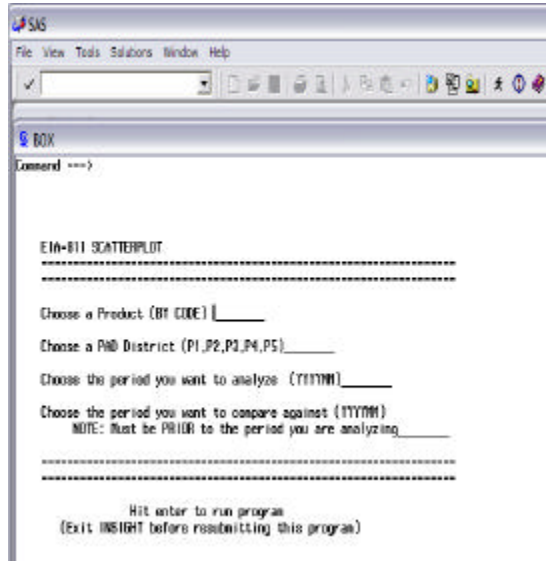 SAS
File View Tools Solutions Window Help
BOX
Command ===>
EIA-811 SCATTERPLOT
Choose a Product (BY CODE)
Choose a PAD District (P1,P2,P3,P4,P5)
Choose the period you want to analyze (YYYYMM)
Choose the period you want to compare against (YYYYMM)
NOTE: Must be PRIOR to the period you are analyzing
Hit enter to run program
(Exit INSIGHT before resubmitting this program)